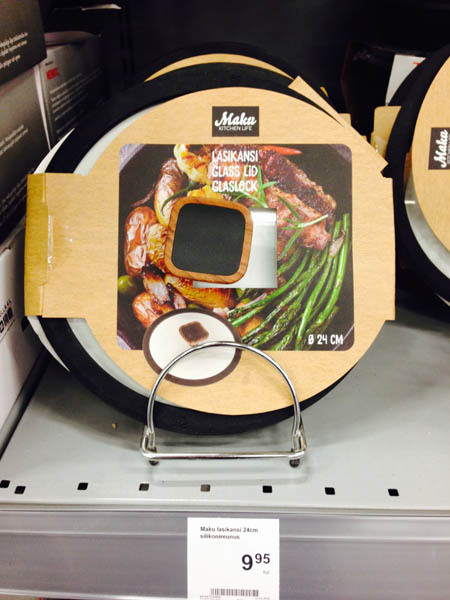 Maku
KITCHEN LIFE
LASIKANSI
GLASS LID
GLASLOCK
Ø 24 CM
Maku
Maku lasikansi 24cm
silikonireunus
9 95